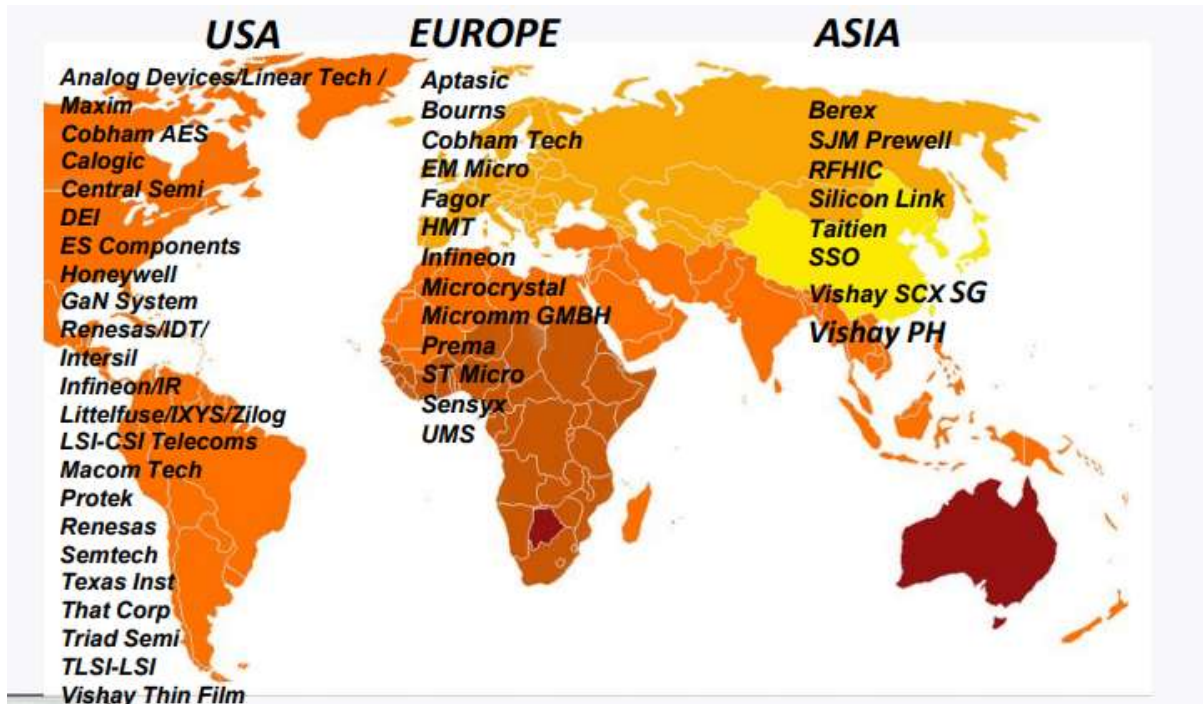 USA
Analog Devices/Linear Tech /
Maxim
Cobham AES
Calogic
Central Semi
DEI
ES Components
Honeywell
GaN System
Renesas/IDT/
Intersil
Infineon/IR
Littelfuse/IXYS/Zilog
LSI-CSI Telecoms
Macom Tech
Protek
Renesas
Semtech
Texas Inst
That Corp
Triad Semi
TLSI-LSI
Vishay Thin Film
EUROPE
Aptasic
Bourns
Cobham Tech
EM Micro
Fagor
HMT
Infineon
Microcrystal
Micromm GMBH
Prema
ST Micro
Sensyx
UMS
ASIA
Berex
SJM Prewell
RFHIC
Silicon Link
Taitien
SSO
Vishay SCX SG
Vishay PH